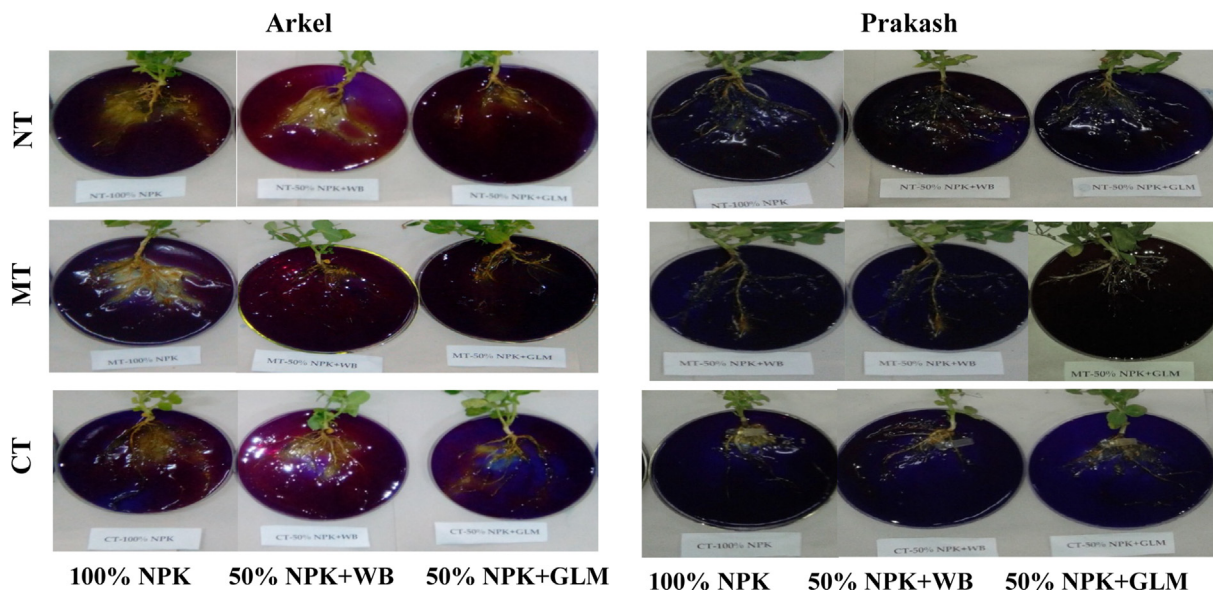 Arkel Prakash
NT
NT-100% NPK
NT-50% NPK+WB
NT-50% NPK+GLM
NT-100% NPK
NT-50% NPK+WB
NT-50% NPK+GLM
MT
MT-100% NPK
MT-50% NPK+WB
MT-50% NPK+GLM
MT-50% NPK+WB
MT-50% NPK+WB
MT-50% NPK+GLM
CT
CT-100% NPK
CT-50% NPK+WB
CT-50% NPK+GLM
CT-100% NPK
CT-50% NPK+WB
CT-50% NPK+GLM
100% NPK 50% NPK+WB 50% NPK+GLM 100% NPK 50% NPK+WB 50% NPK+GLM